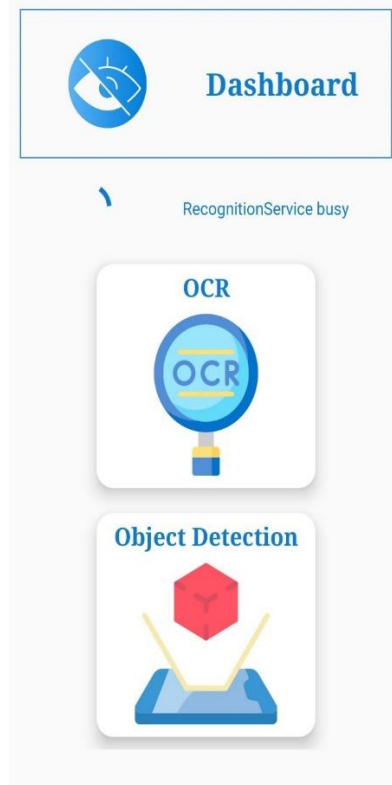 Dashboard
RecognitionService busy
OCR
OCR
Object Detection